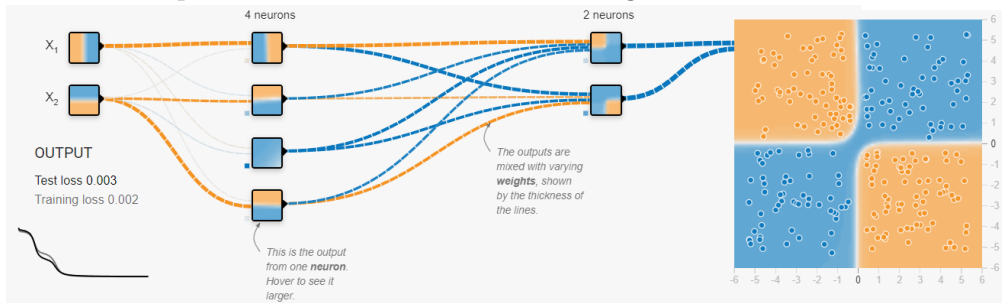 4 neurons
2 neurons
X1
X2
OUTPUT
Test loss 0.003
Training loss 0.002
This is the output
from one neuron.
Hover to see it
larger.
The outputs are
mixed with varying
weights, shown
by the thickness of
the lines.
6
5
4
3
2
1
0
-1
-2
-3
-4
-5
-6
-6 -5 -4 -3 -2 -1 0 1 2 3 4 5 6